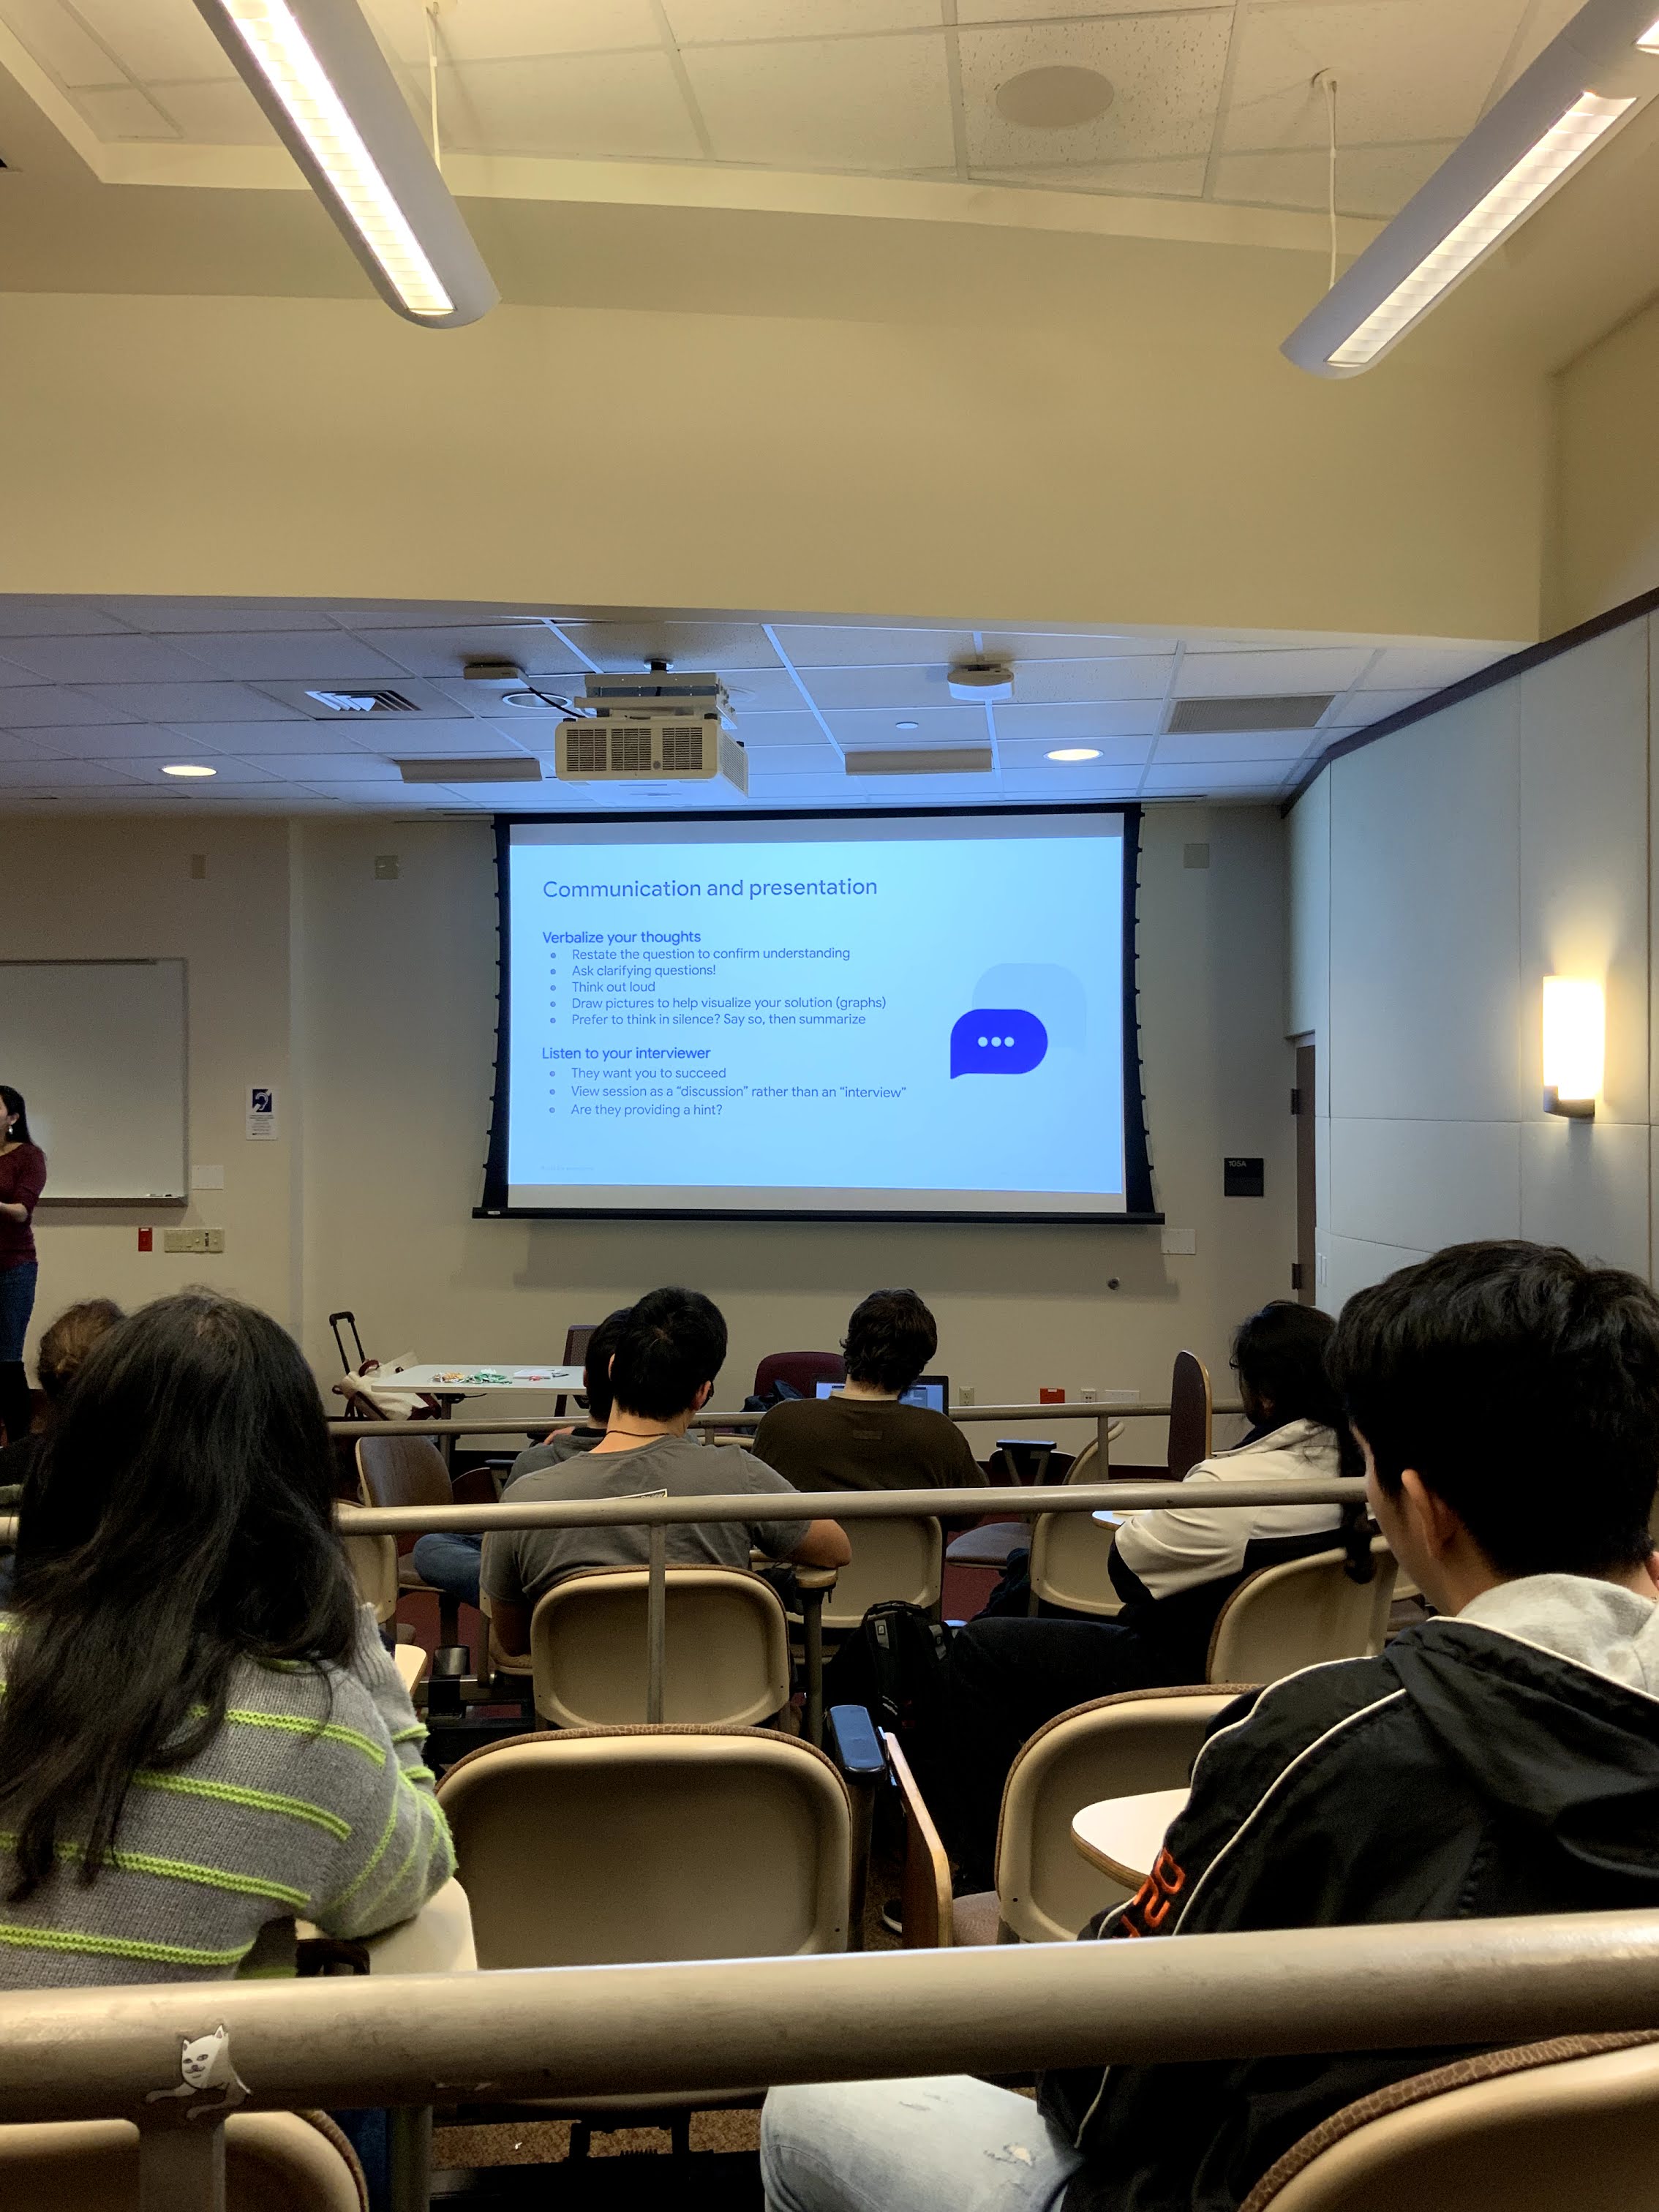 Communication and presentation
Verbalize your thoughts
Restate the question to confirm understanding
Ask clarifying questions!
Think out loud
Draw pictures to help visualize your solution (graphs)
Prefer to think in silence? Say so, then summarize
Listen to your interviewer
They want you to succeed
View session as a “discussion” rather than an “interview”
Are they providing a hint?
105A